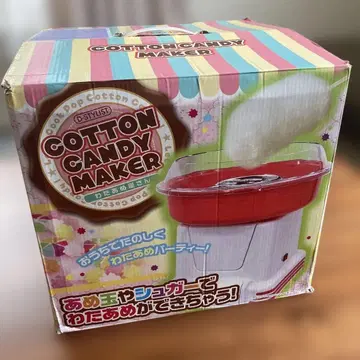 COTTON CANDY
MAKER
D-STYLIST
COTTON
CANDY
MAKER
わたあめ屋さん
おうちでたのしく
わたあめパーティー!
あめ玉やシュガーで
わたあめができちゃう!